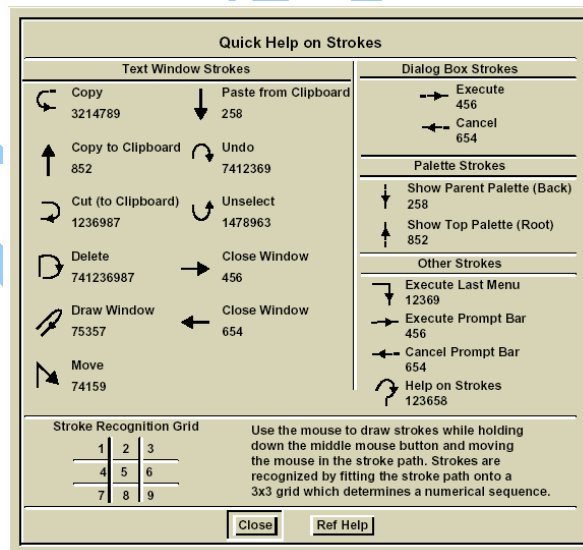 Quick Help on Strokes
Text Window Strokes
Copy
3214789
Paste from Clipboard
258
Copy to Clipboard
852
Undo
7412369
Cut (to Clipboard)
1236987
Unselect
1478963
Delete
741236987
Close Window
456
Draw Window
75357
Close Window
654
Move
74159
Dialog Box Strokes
Execute
456
Cancel
654
Palette Strokes
Show Parent Palette (Back)
258
Show Top Palette (Root)
852
Other Strokes
Execute Last Menu
12369
Execute Prompt Bar
456
Cancel Prompt Bar
654
Help on Strokes
123658
Stroke Recognition Grid
1 2 3
4 5 6
7 8 9
Use the mouse to draw strokes while holding
down the middle mouse button and moving
the mouse in the stroke path. Strokes are
recognized by fitting the stroke path onto a
3x3 grid which determines a numerical sequence.
Close
Ref Help